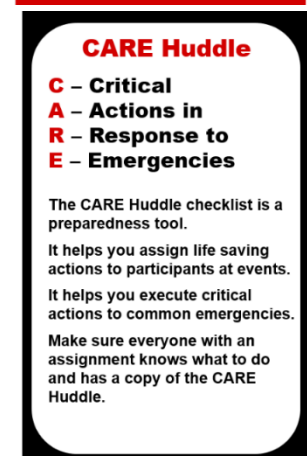 CARE Huddle
C – Critical
A – Actions in
R – Response to
E – Emergencies
The CARE Huddle checklist is a
preparedness tool.
It helps you assign life saving
actions to participants at events.
It helps you execute critical
actions to common emergencies.
Make sure everyone with an
assignment knows what to do
and has a copy of the CARE
Huddle.